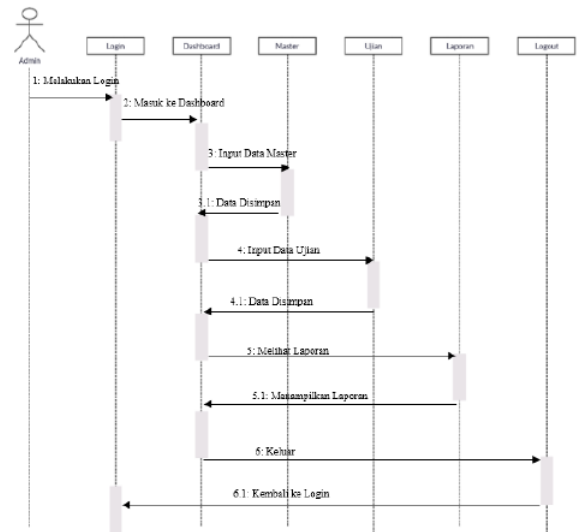 Admin
Login
Dashboard
Master
Ujian
Laporan
Logout
1: Melakukan Login
2: Masuk ke Dashboard
3: Input Data Master
3.1: Data Disimpan
4: Input Data Ujian
4.1: Data Disimpan
5: Melihat Laporan
5.1: Menampilkan Laporan
6: Keluar
6.1: Kembali ke Login